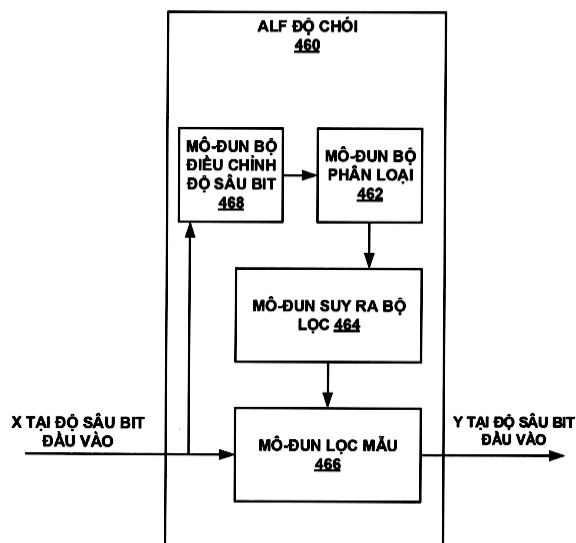 ALF ĐỘ CHÓI
460
MÔ-ĐUN BỘ
ĐIỀU CHỈNH
ĐỘ SÂU BIT
468
MÔ-ĐUN BỘ
PHÂN LOẠI
462
MÔ-ĐUN SUY RA BỘ
LỌC 464
X TẠI ĐỘ SÂU BIT
ĐẦU VÀO
MÔ-ĐUN LỌC MẪU
466
Y TẠI ĐỘ SÂU BIT
ĐẦU VÀO